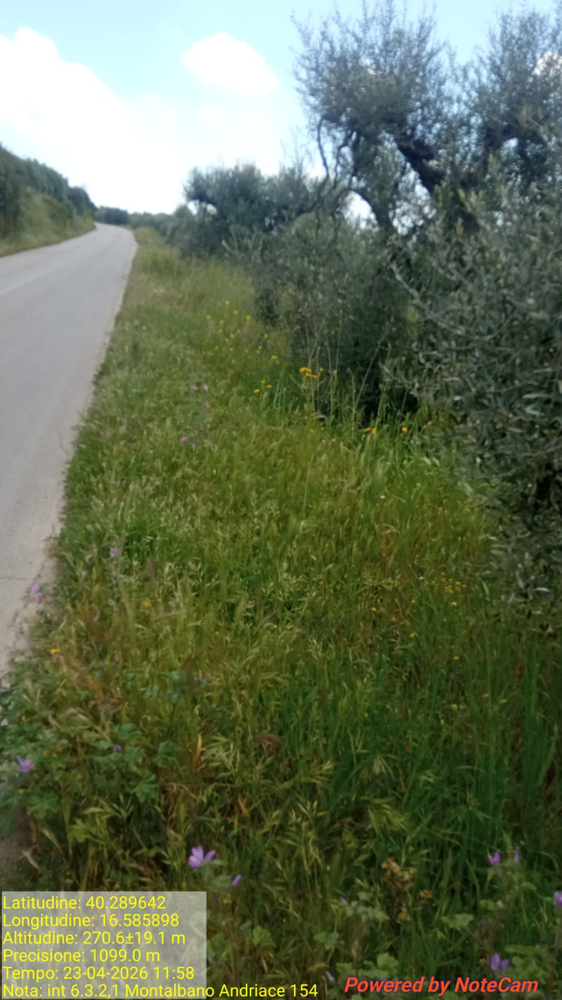 Latitudine: 40.289642
Longitudine: 16.585898
Altitudine: 270.6±19.1 m
Precisione: 1099.0 m
Tempo: 23-04-2026 11:58
Nota: int 6.3.2,1 Montalbano Andriace 154
Powered by NoteCam